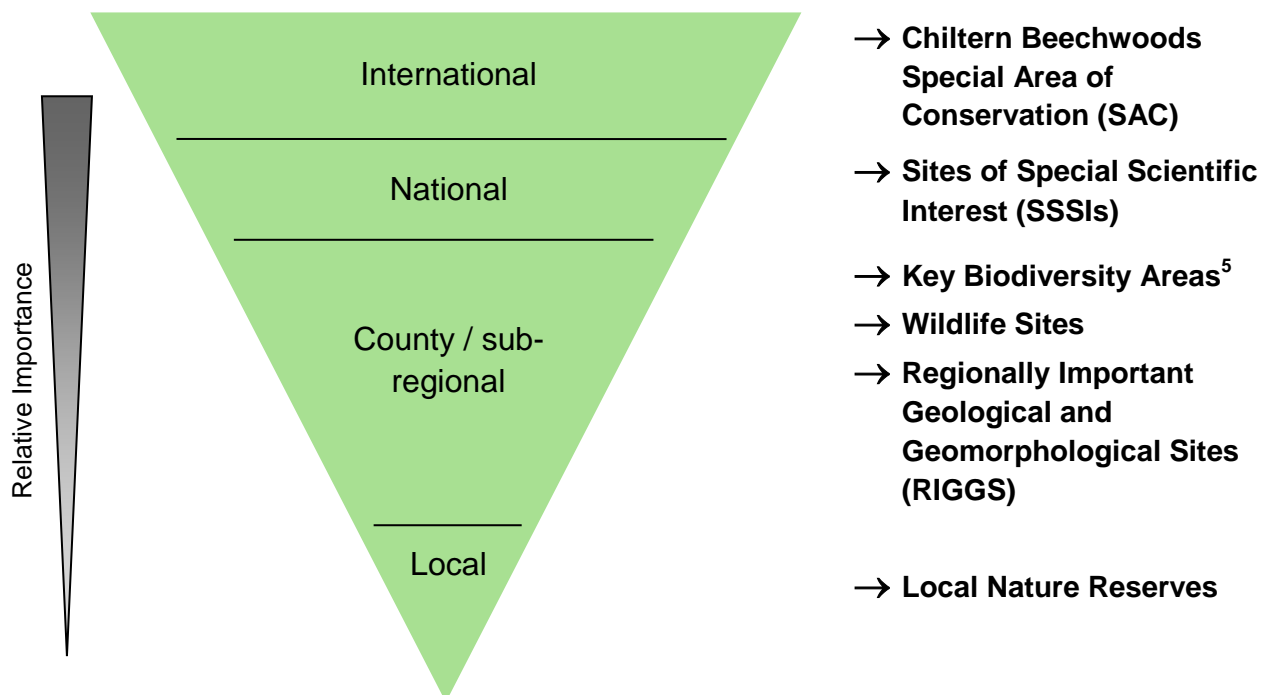 International
→ Chiltern Beechwoods
Special Area of
Conservation (SAC)
National
→ Sites of Special Scientific
Interest (SSSIs)
County / sub-
regional
→ Key Biodiversity Areas⁵
→ Wildlife Sites
→ Regionally Important
Geological and
Geomorphological Sites
(RIGGS)
Local
→ Local Nature Reserves
Relative Importance